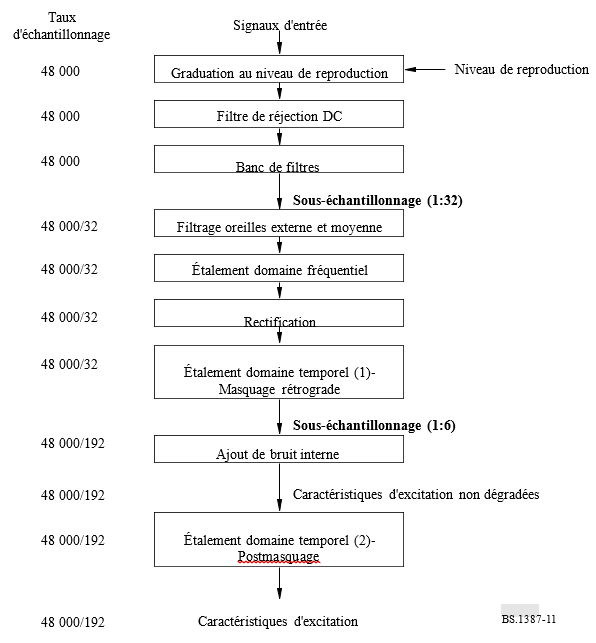 Taux
d'échantillonnage
Signaux d'entrée
48 000
Graduation au niveau de reproduction
Niveau de reproduction
48 000
Filtre de réjection DC
48 000
Banc de filtres
Sous-échantillonnage (1:32)
48 000/32
Filtrage oreilles externe et moyenne
48 000/32
Étalement domaine fréquentiel
48 000/32
Rectification
48 000/32
Étalement domaine temporel (1)-
Masquage rétrograde
Sous-échantillonnage (1:6)
48 000/192
Ajout de bruit interne
48 000/192
Caractéristiques d'excitation non dégradées
48 000/192
Étalement domaine temporel (2)-
Postmasquage
48 000/192
Caractéristiques d'excitation
BS.1387-11